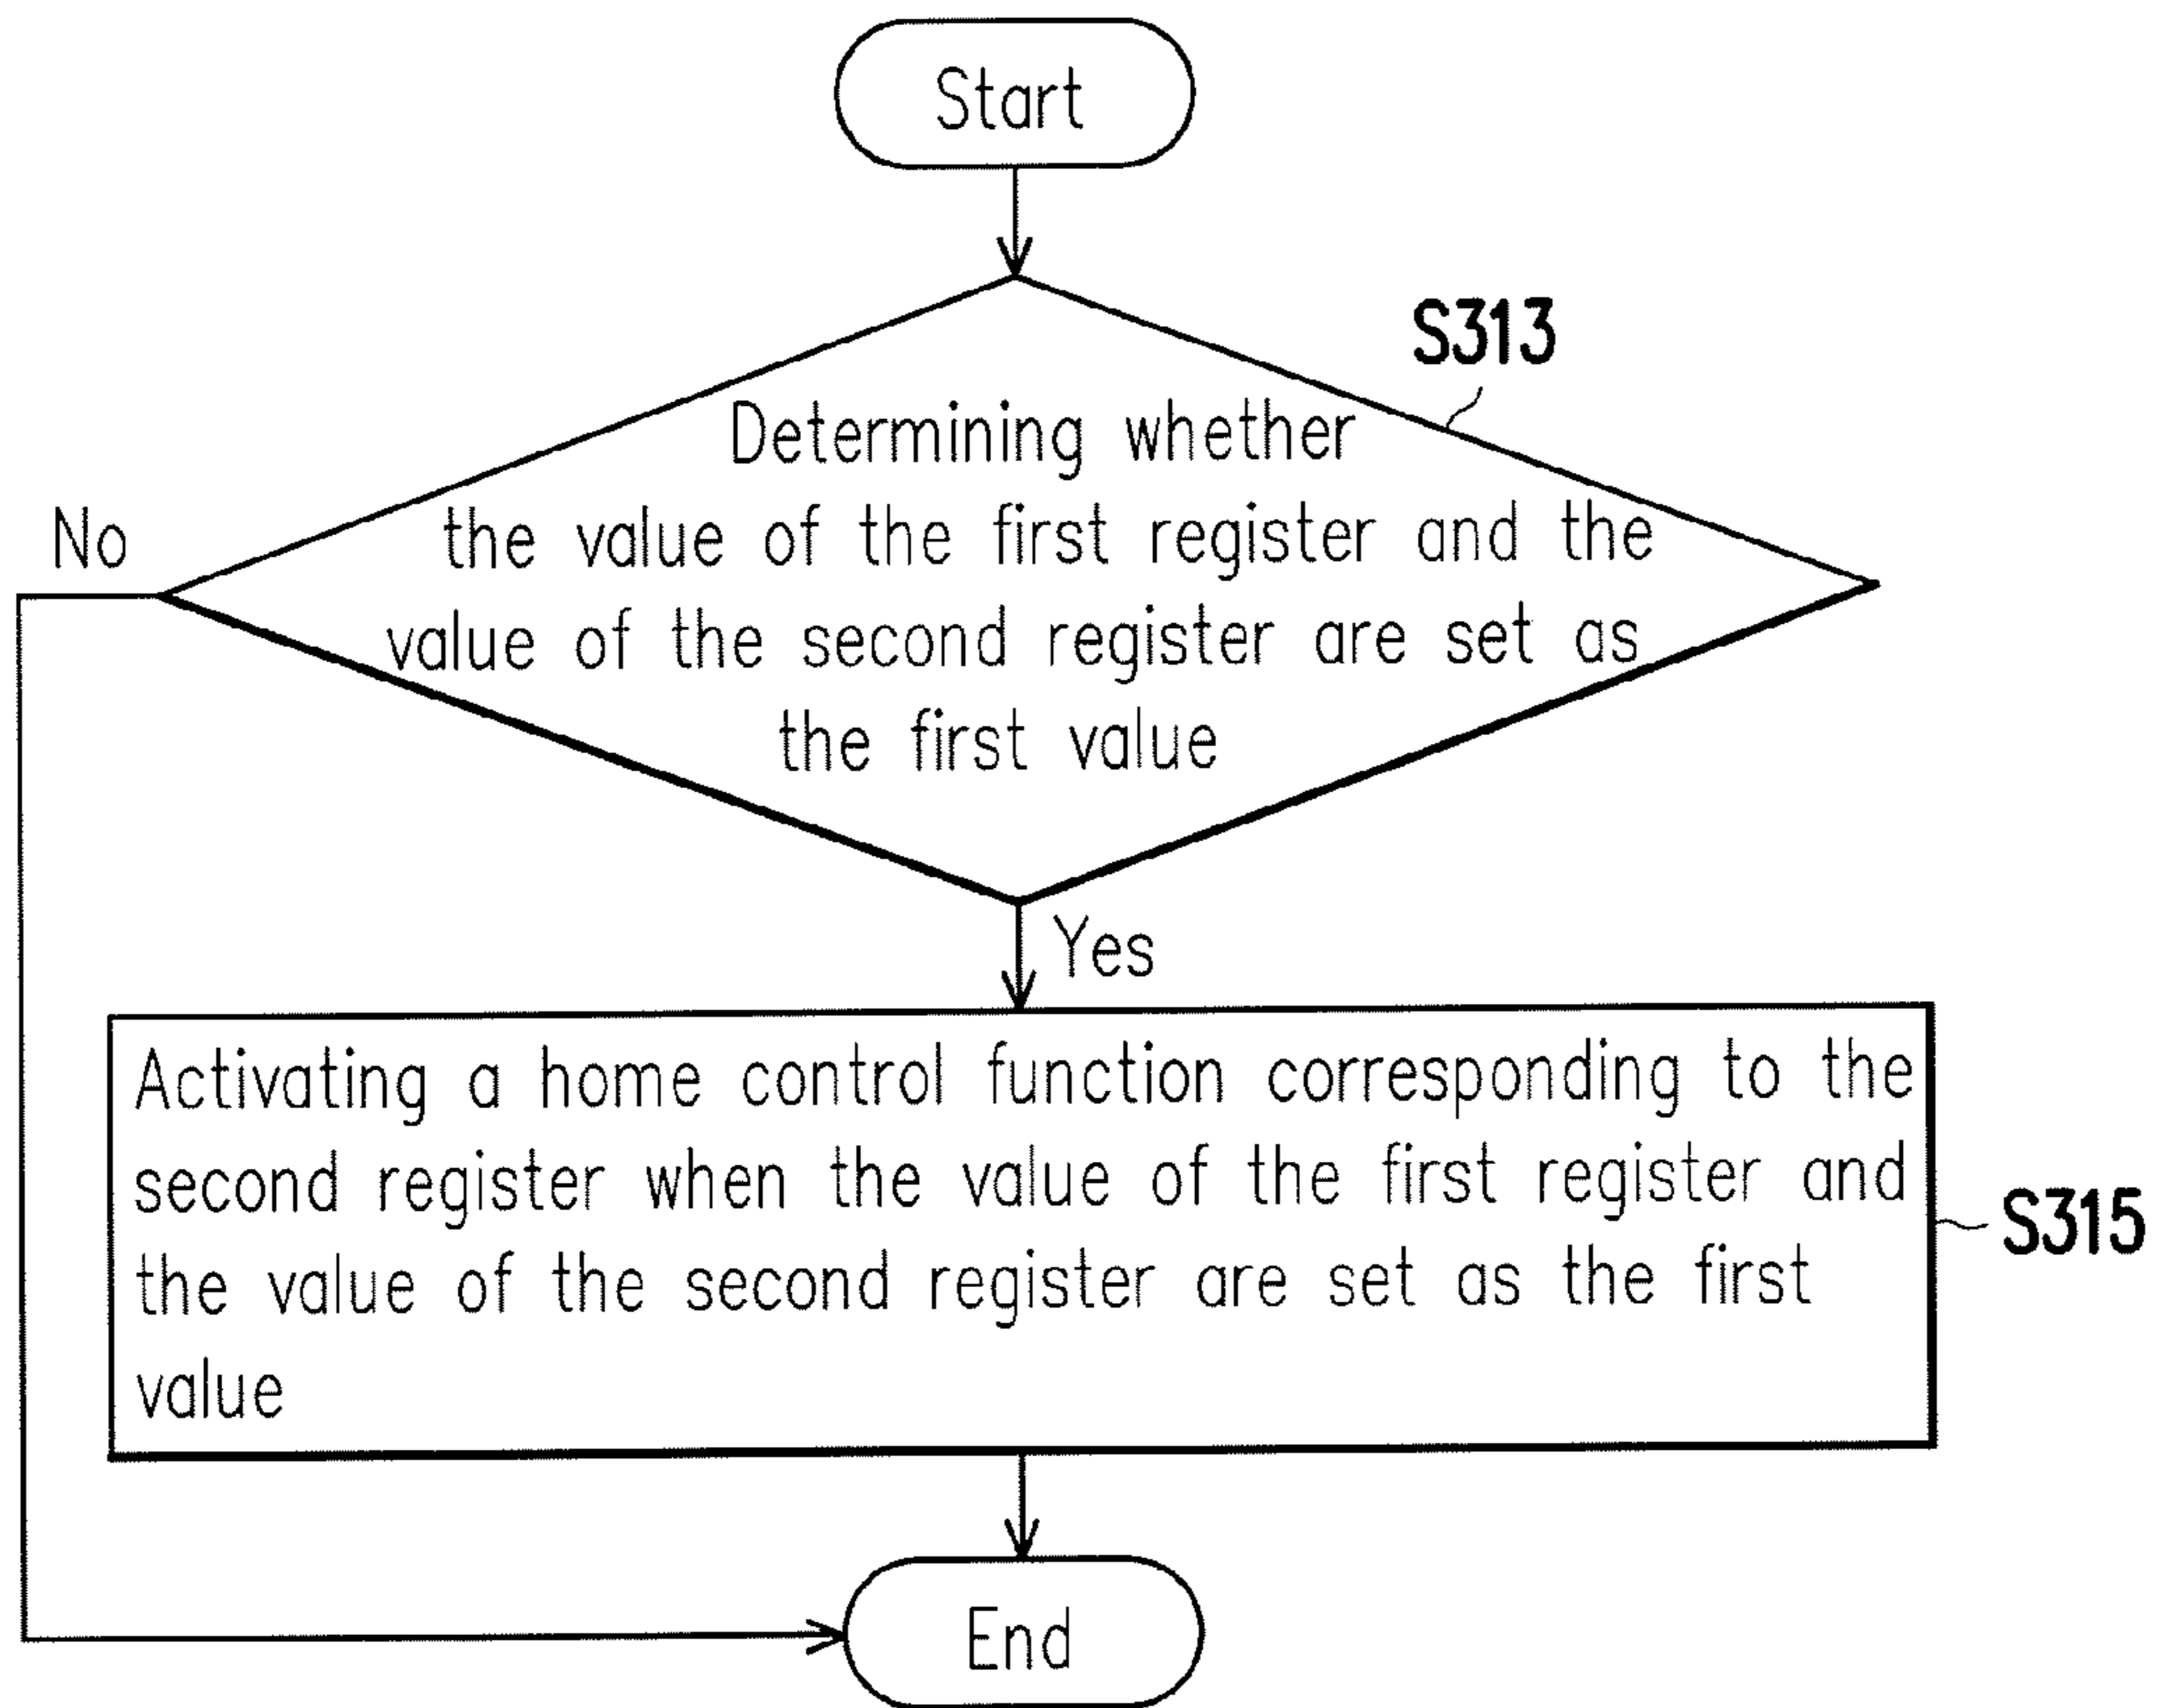 Start
S313
Determining whether
the value of the first register and the
No
value of the second register are set as
the first value
Yes
Activating a home control function corresponding to the
second register when the value of the first register and
S315
the value of the second register are set as the first
value
End